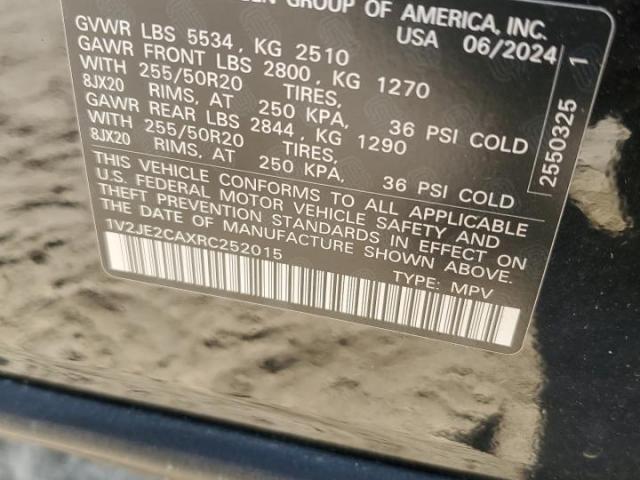 GROUP OF AMERICA, INC.
USA 06/2024
GVWR LBS 5534, KG 2510
GAWR FRONT LBS 2800, KG 1270
WITH 255/50R20 TIRES,
8JX20 RIMS, AT 250 KPA, 36 PSI COLD
GAWR REAR LBS 2844, KG 1290
WITH 255/50R20 TIRES,
8JX20 RIMS, AT 250 KPA, 36 PSI COLD
THIS VEHICLE CONFORMS TO ALL APPLICABLE
U.S. FEDERAL MOTOR VEHICLE SAFETY AND
THEFT PREVENTION STANDARDS IN EFFECT ON
DATE OF MANUFACTURE SHOWN ABOVE.
1V2JE2CAXRC252015
TYPE: MPV
2550325 1